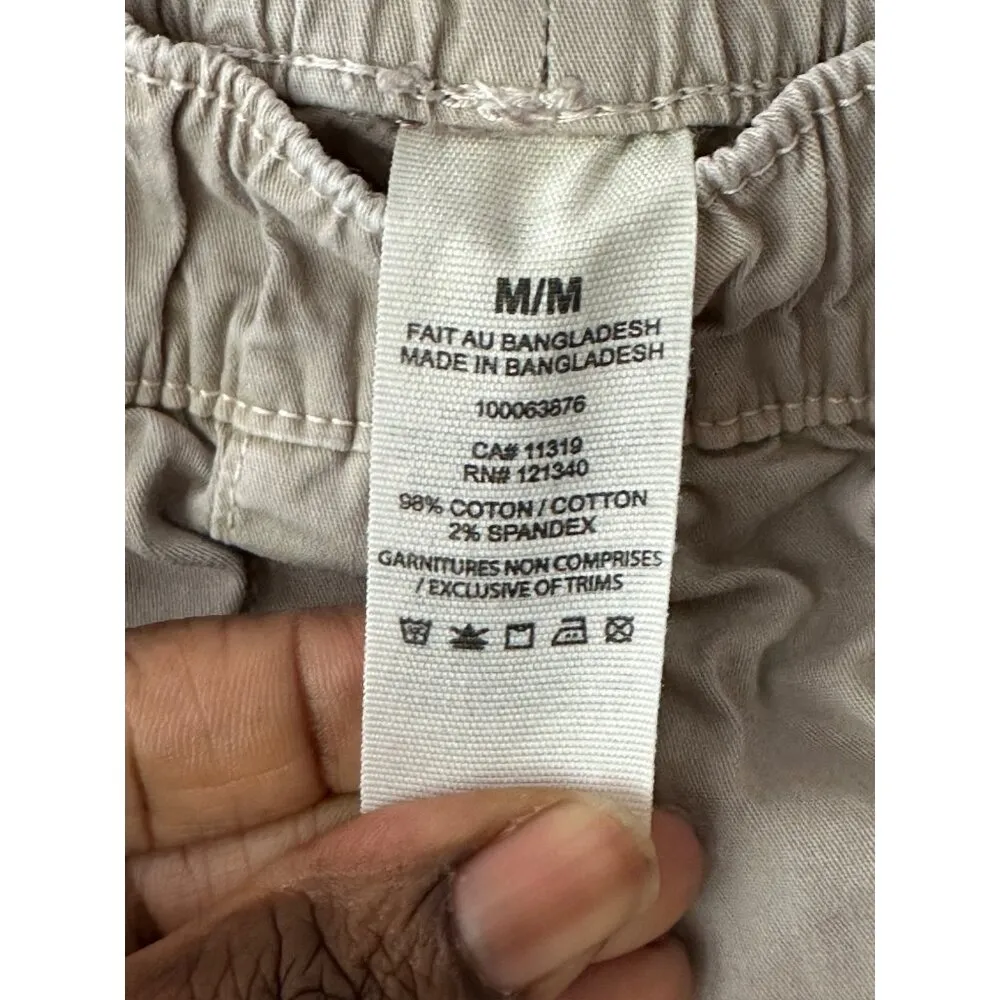 M/M
FAIT AU BANGLADESH
MADE IN BANGLADESH
100063876
CA# 11319
RN# 121340
98% COTON / COTTON
2% SPANDEX
GARNITURES NON COMPRISES
/ EXCLUSIVE OF TRIMS